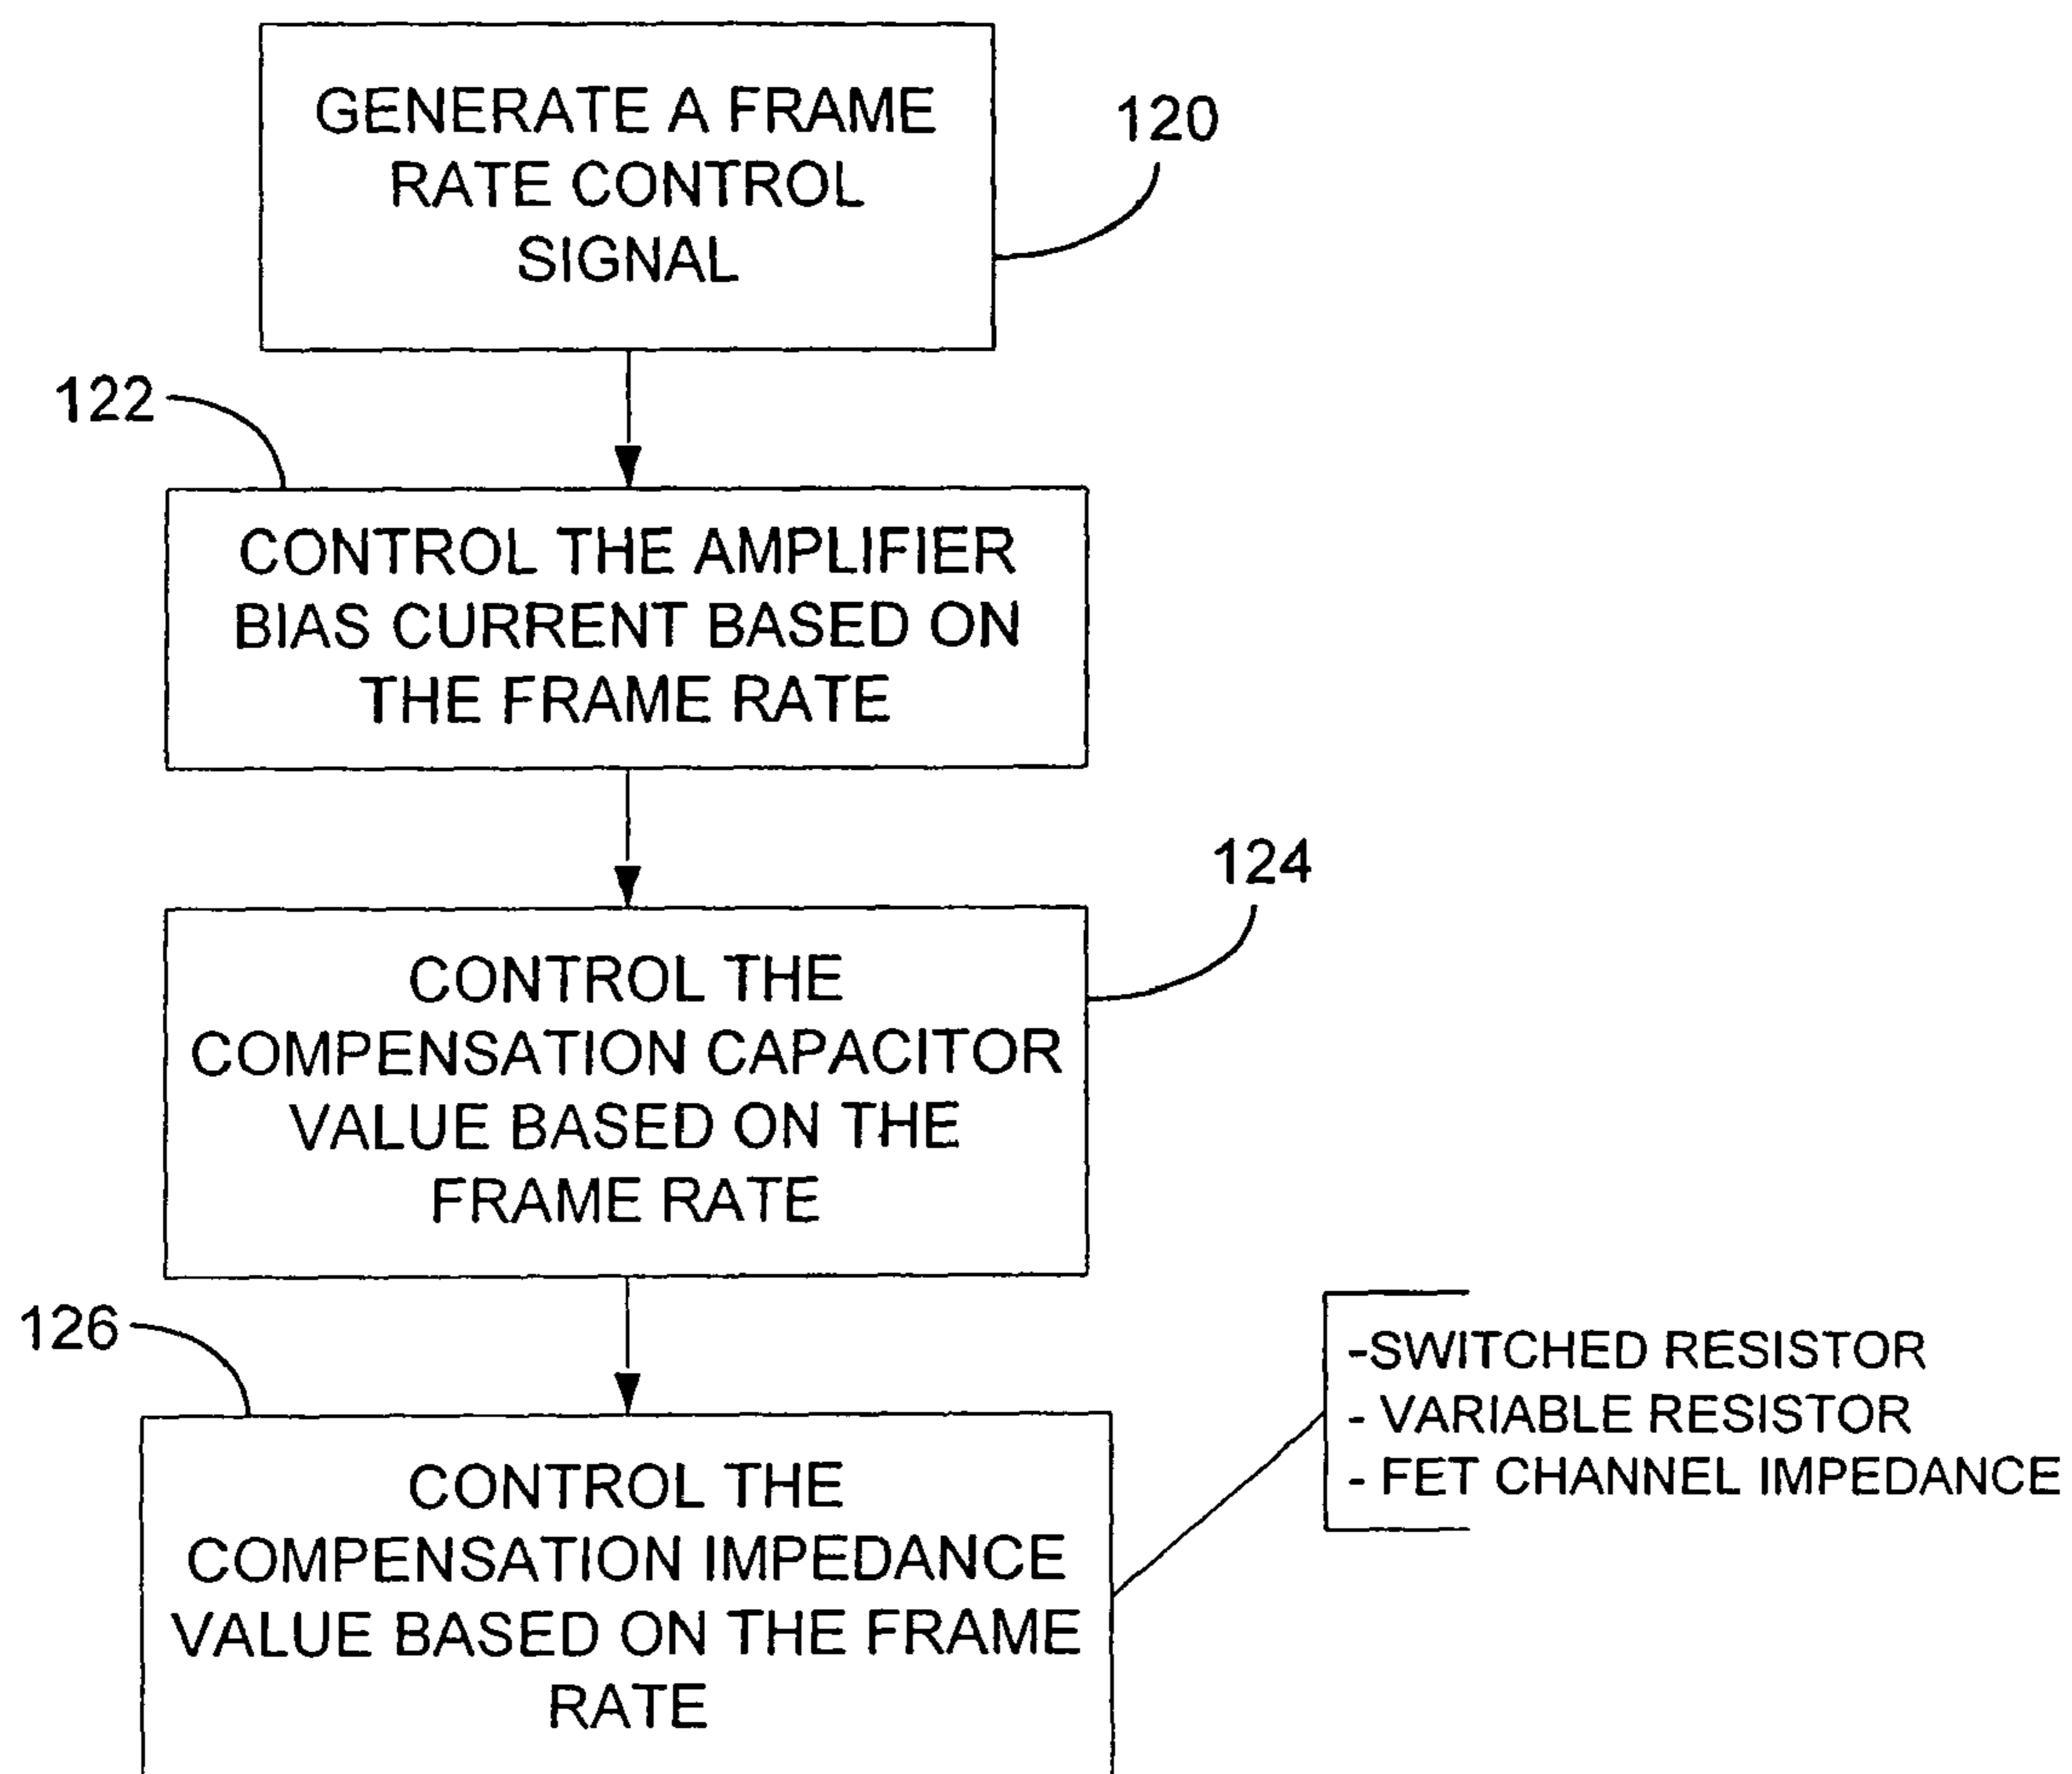 GENERATE A FRAME
RATE CONTROL
SIGNAL
120
122
CONTROL THE AMPLIFIER
BIAS CURRENT BASED ON
THE FRAME RATE
124
CONTROL THE
COMPENSATION CAPACITOR
VALUE BASED ON THE
FRAME RATE
126
CONTROL THE
COMPENSATION IMPEDANCE
VALUE BASED ON THE FRAME
RATE
-SWITCHED RESISTOR
- VARIABLE RESISTOR
- FET CHANNEL IMPEDANCE